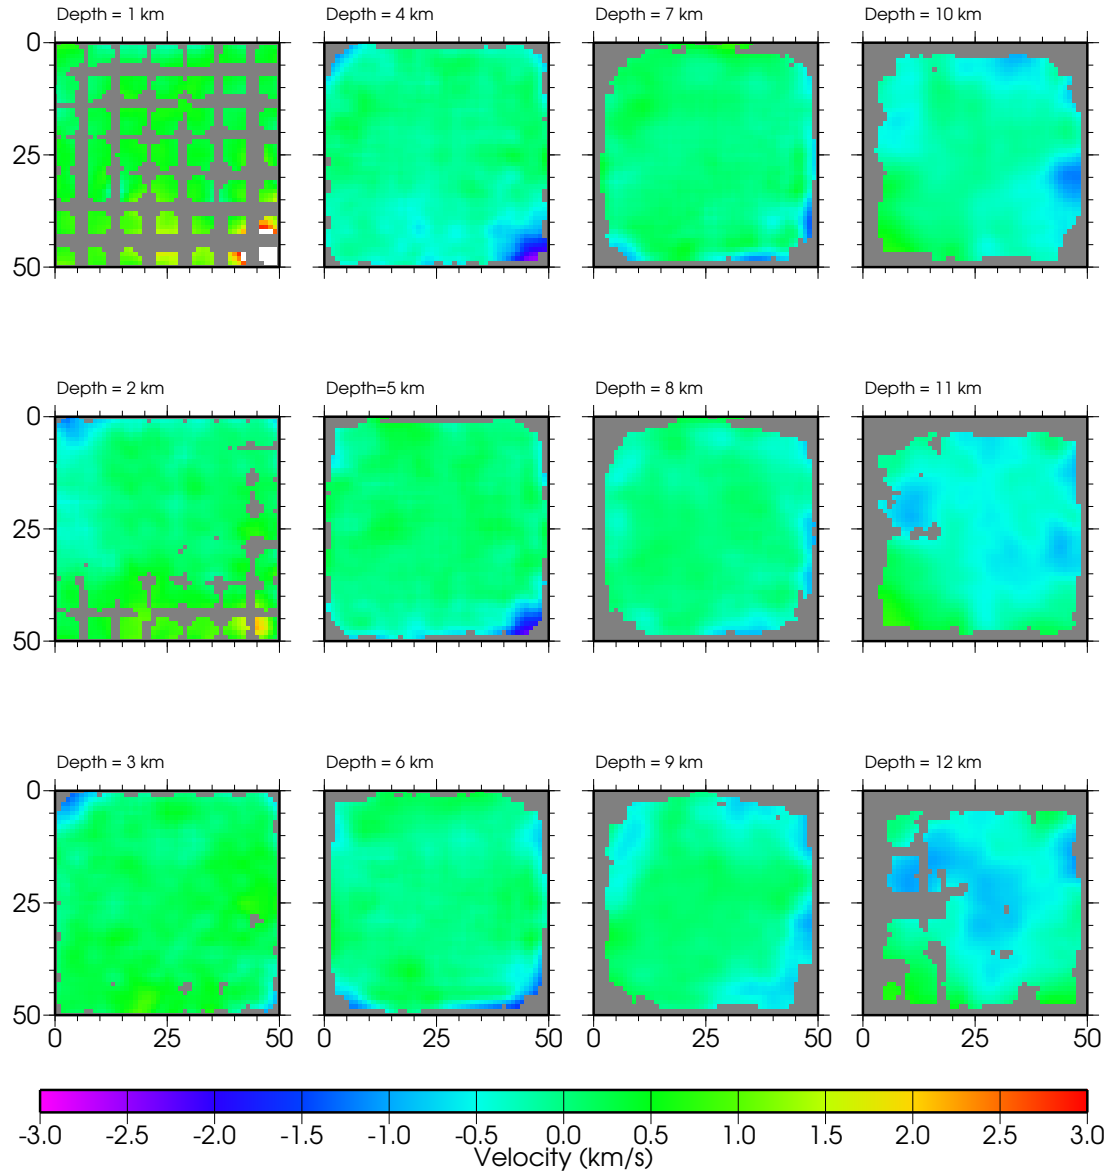 Depth = 1 km Depth = 4 km Depth = 7 km Depth = 10 km
0
25
50
Depth = 2 km Depth=5 km Depth = 8 km Depth = 11 km
0
25
50
Depth = 3 km Depth = 6 km Depth = 9 km Depth = 12 km
0
25
50
0 25 50 0 25 50 0 25 50 0 25 50
-3.0 -2.5 -2.0 -1.5 -1.0 -0.5 0.0 0.5 1.0 1.5 2.0 2.5 3.0
Velocity (km/s)